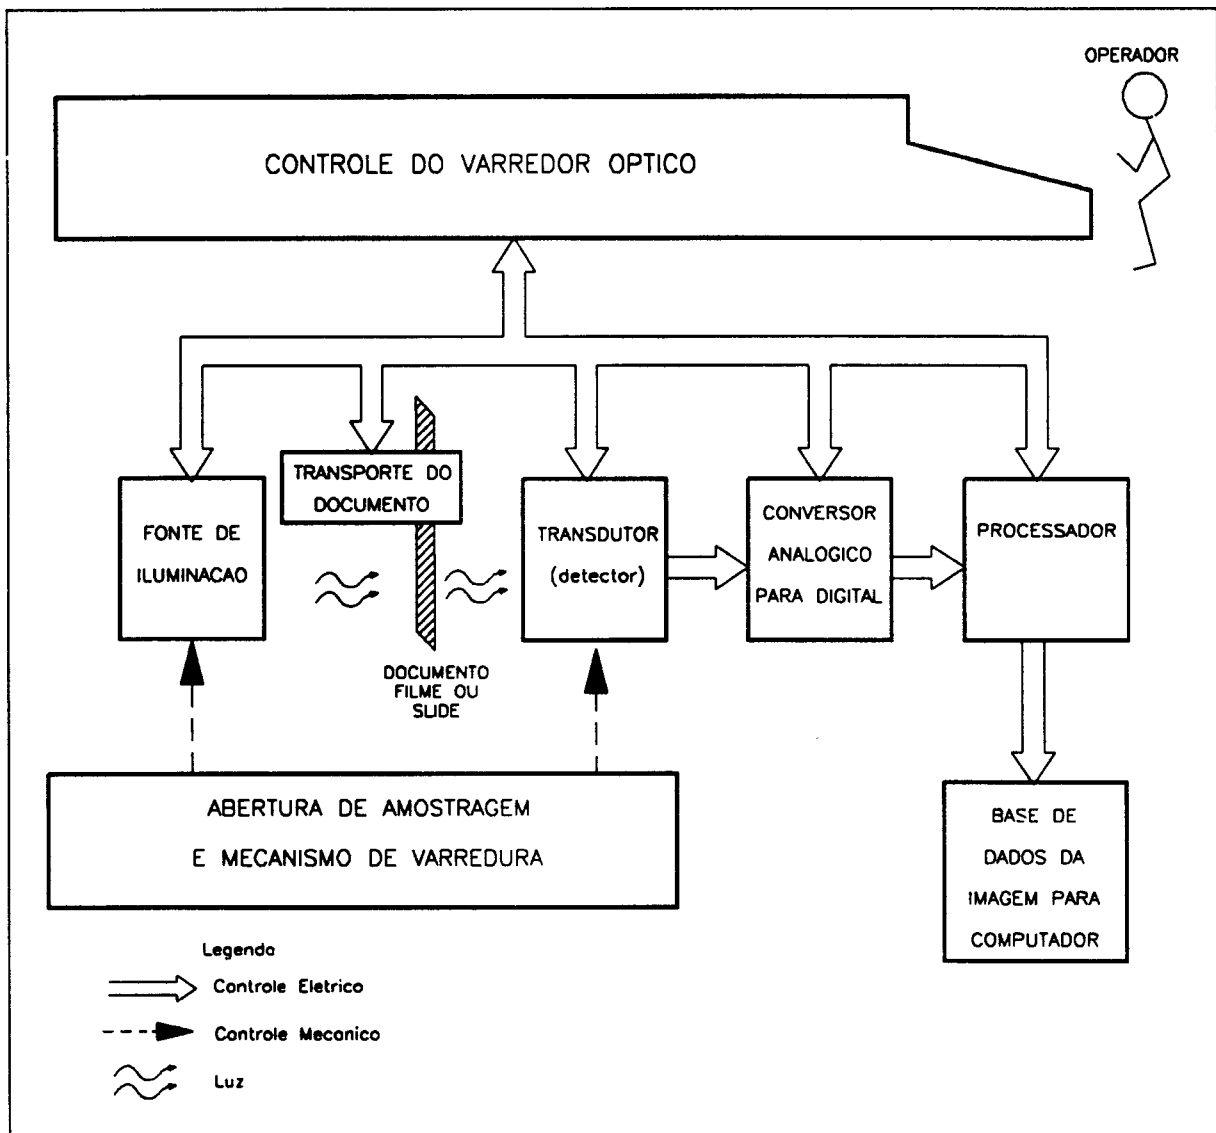 OPERADOR
CONTROLE DO VARREDOR OPTICO
TRANSPORTE DO
DOCUMENTO
FONTE DE
ILUMINACAO
TRANSDUTOR
(detector)
CONVERSOR
ANALOGICO
PARA DIGITAL
PROCESSADOR
DOCUMENTO
FILME OU
SLIDE
ABERTURA DE AMOSTRAGEM
E MECANISMO DE VARREDURA
BASE DE
DADOS DA
IMAGEM PARA
COMPUTADOR
Legenda
Controle Eletrico
Controle Mecanico
Luz